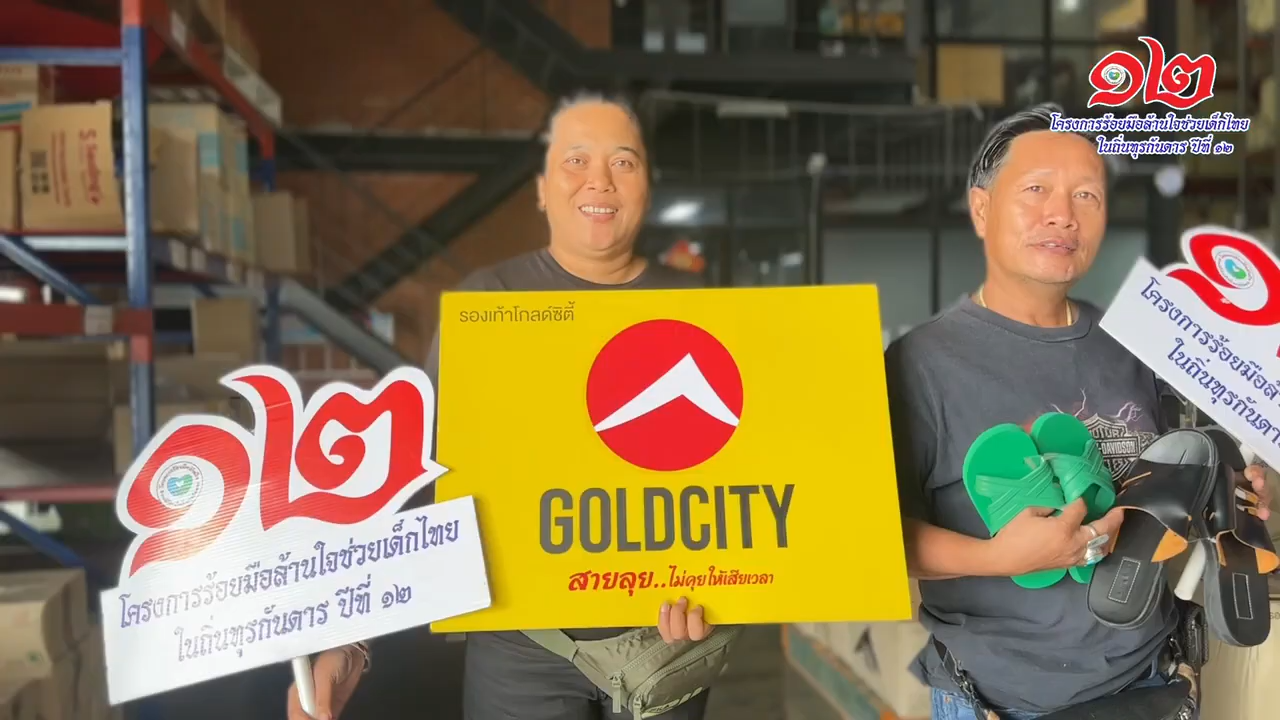 ๑๒
โครงการร้อยมือล้านใจช่วยเด็กไทย
ในถิ่นทุรกันดาร ปีที่ ๑๒
รองเท้าโกลด์ซิตี้
GOLDCITY
สายลุย..ไม่คุยให้เสียเวลา
๑๒
โครงการร้อยมือล้านใจช่วยเด็กไทย
ในถิ่นทุรกันดาร ปีที่ ๑๒
๑
โครงการร้อยมือล้
ในถิ่นทุรกันดาร
MOTOR
DAVIDSON